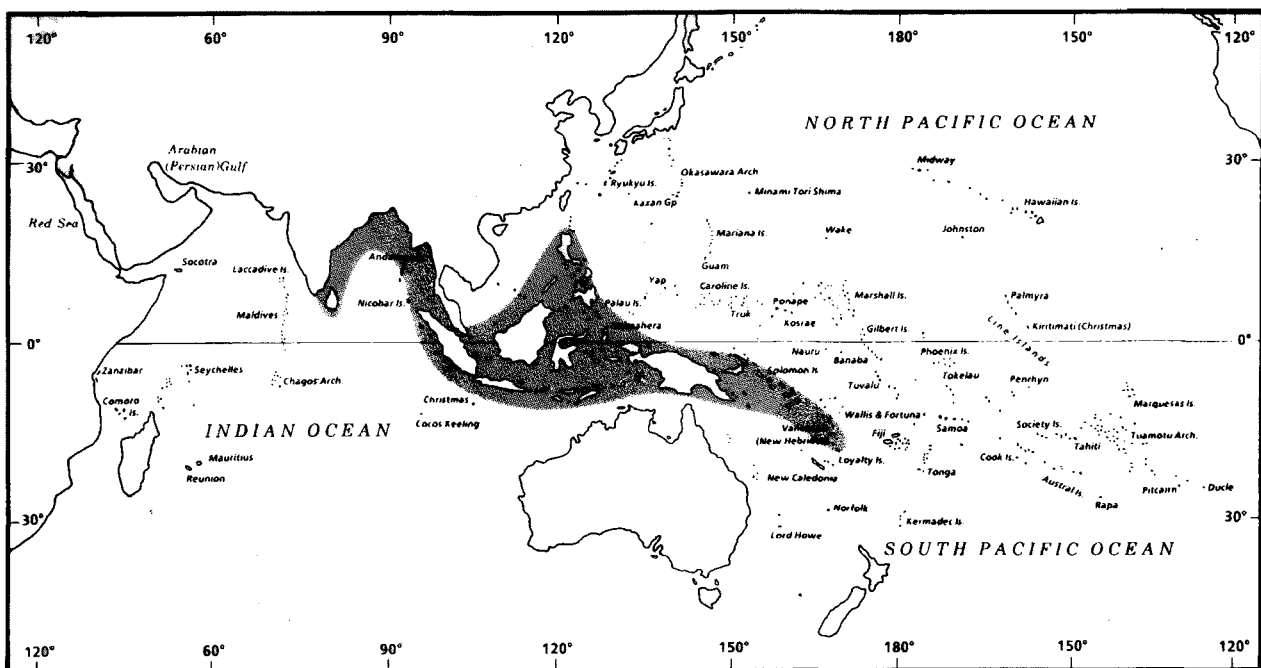 120° 60° 90° 120° 150° 180° 150° 120°
NORTH PACIFIC OCEAN
Arabian
(Persian)Gulf
30° 30°
Midway
Okasawara Arch
Ryukyu Is.
Minami Tori Shima
Kazan Gp
Hawaiian Is.
Red Sea
Mariana Is.
Wake
Johnston
Socotra
Laccadive Is.
Guam
Yap
Caroline Is.
Nicobar Is.
Palau Is.
Ponape
Marshall Is.
Palmyra
Maldives
Truk
Kosrae
Gilbert Is.
Line Islands
Kiritimati (Christmas)
0° 0°
Nauru
Banaba
Phoenix Is.
Zanzibar
Seychelles
Chagos Arch.
Solomon Is.
Tuvalu
Tokelau
Penrhyn
Comoro
Is.
Christmas
Marquesas Is.
Cocos Keeling
INDIAN OCEAN
Wallis & Fortuna
(New Hebrides)
Fiji
Samoa
Society Is.
Tahiti
Tuamotu Arch.
Mauritius
Reunion
Loyalty Is.
Tonga
Cook Is.
New Caledonia
Austral Is.
Pitcairn
Ducle
Rapa
30° 30°
Norfolk
Kermadec Is.
Lord Howe
SOUTH PACIFIC OCEAN
120° 60° 90° 120° 150° 180° 150° 120°